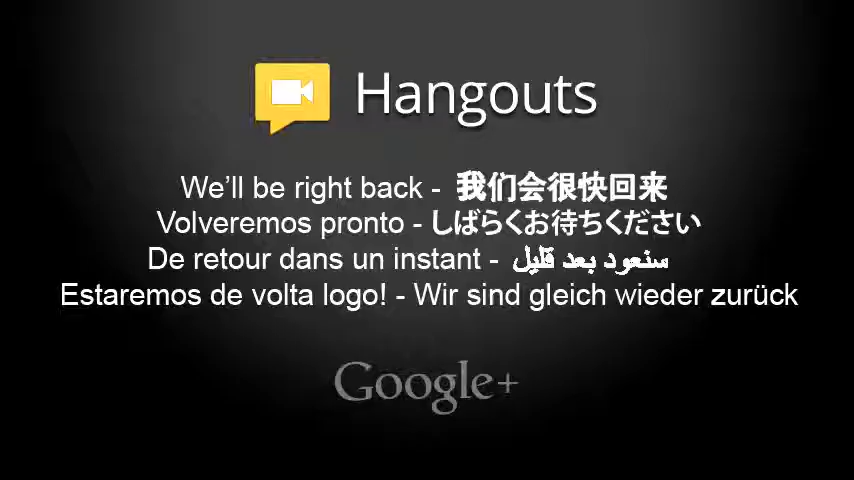 Hangouts
We’ll be right back - 我们会很快回来
Volveremos pronto - しばらくお待ちください
De retour dans un instant - سنعود بعد قليل
Estaremos de volta logo! - Wir sind gleich wieder zurück
Google+